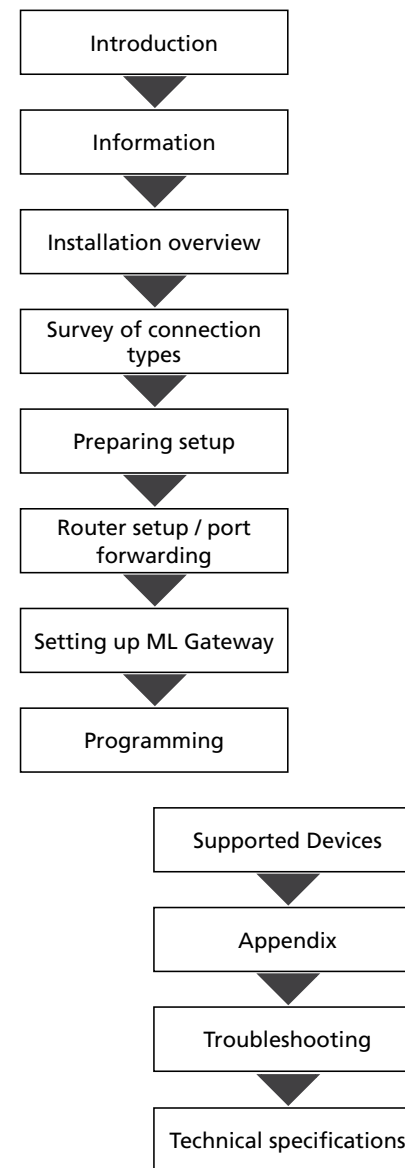 Introduction
Information
Installation overview
Survey of connection
types
Preparing setup
Router setup / port
forwarding
Setting up ML Gateway
Programming
Supported Devices
Appendix
Troubleshooting
Technical specifications